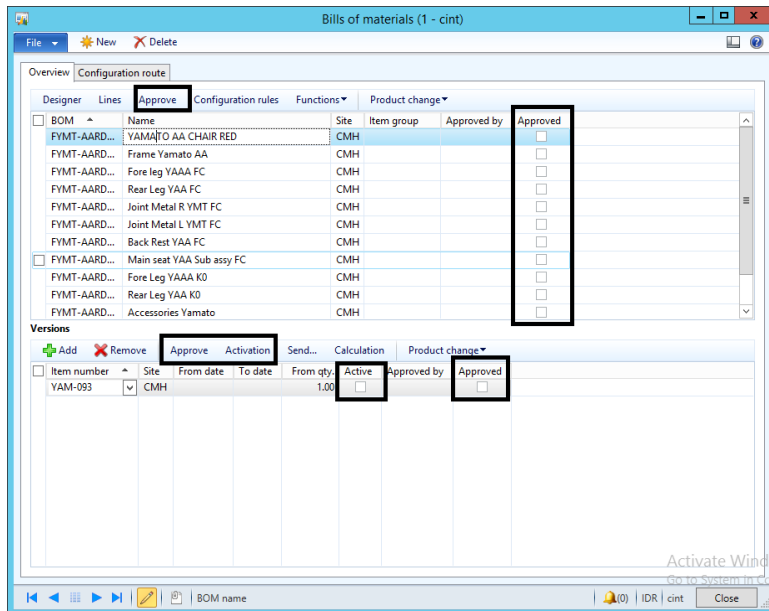 Bills of materials (1 - cint)
File New Delete
Overview Configuration route
Designer Lines Approve Configuration rules Functions Product change
BOM Name Site Item group Approved by Approved
FYMT-AARD... YAMATO AA CHAIR RED CMH
FYMT-AARD... Frame Yamato AA CMH
FYMT-AARD... Fore leg YAAA FC CMH
FYMT-AARD... Rear Leg YAA FC CMH
FYMT-AARD... Joint Metal R YMT FC CMH
FYMT-AARD... Joint Metal L YMT FC CMH
FYMT-AARD... Back Rest YAA FC CMH
FYMT-AARD... Main seat YAA Sub assy FC CMH
FYMT-AARD... Fore Leg YAAA K0 CMH
FYMT-AARD... Rear Leg YAA K0 CMH
FYMT-AARD... Accessories Yamato CMH
Versions
Add Remove Approve Activation Send... Calculation Product change
Item number Site From date To date From qty. Active Approved by Approved
YAM-093 CMH 1.00
Activate Wind
Go to System in Co
BOM name (0) IDR cint Close